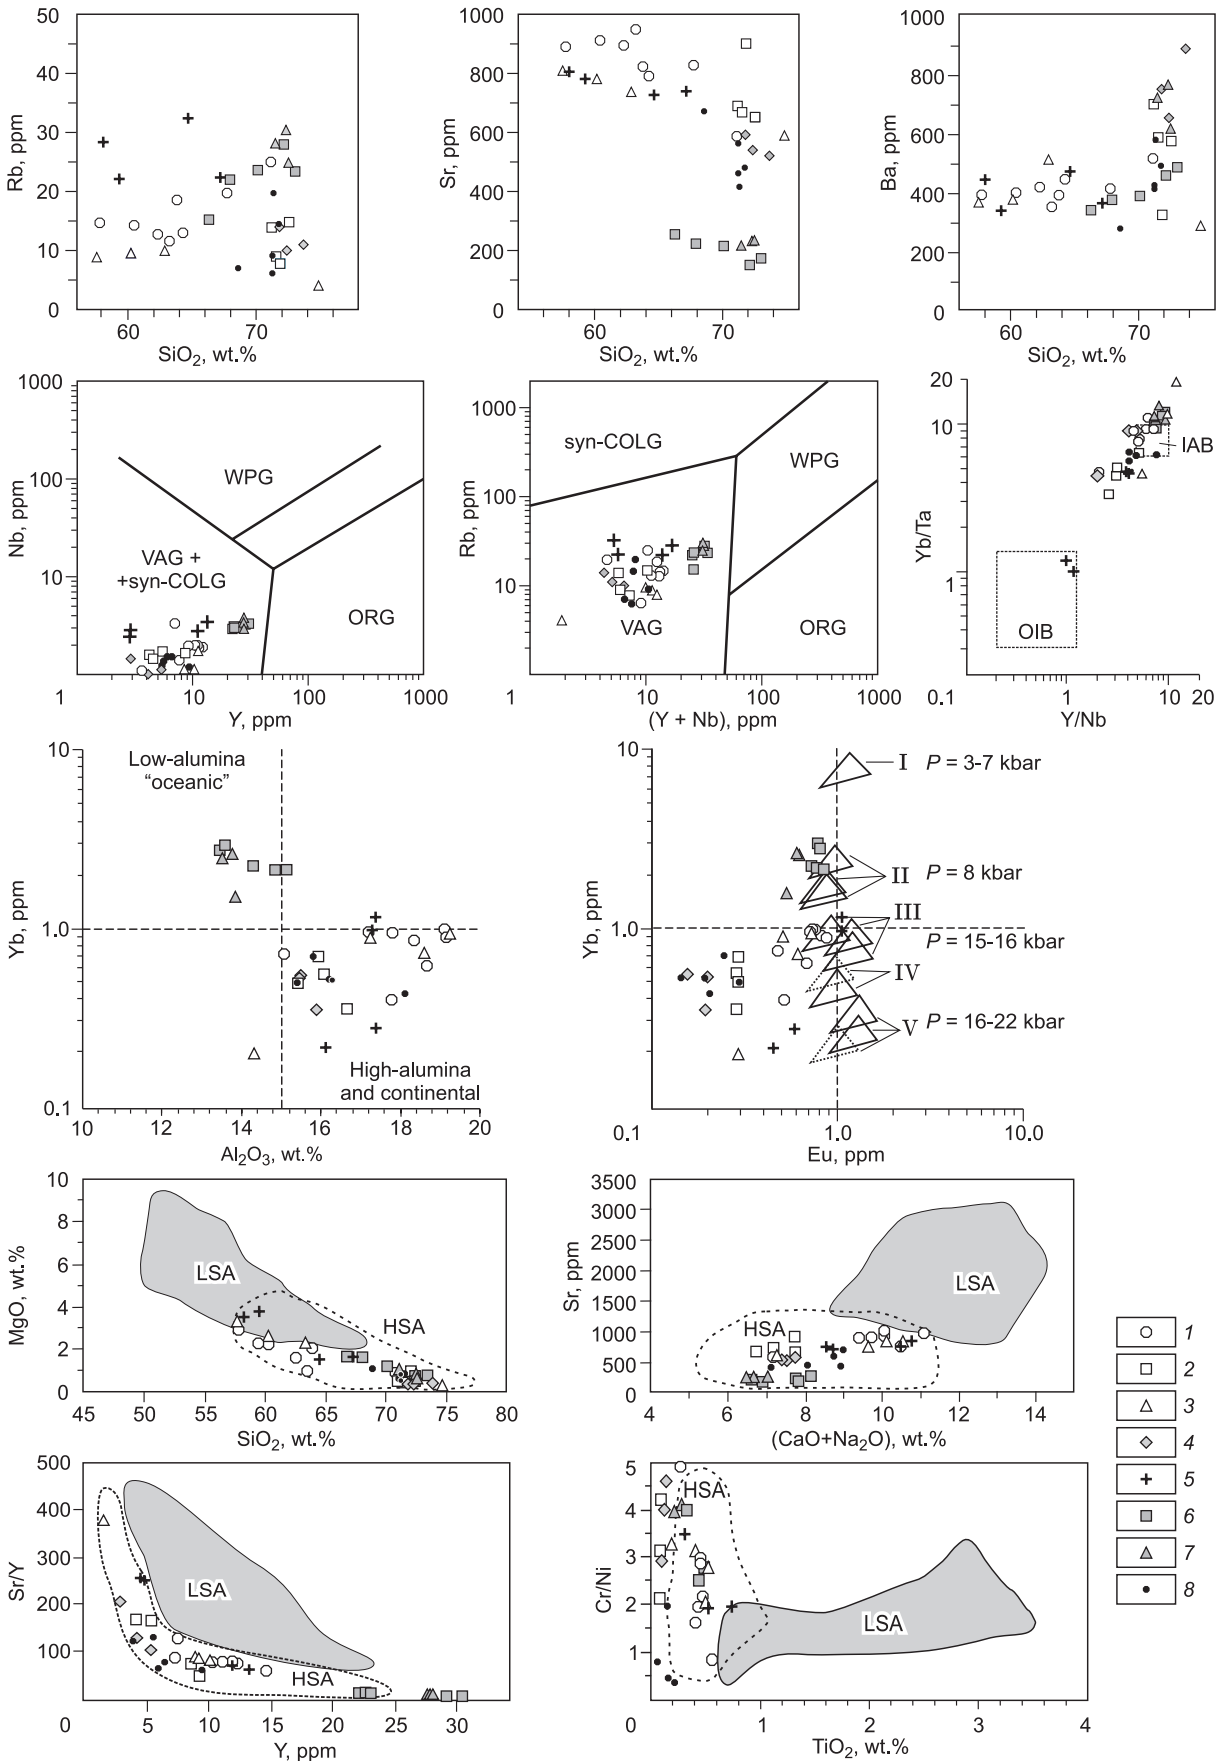 50
40
30
20
10
0
Rb, ppm
60
70
SiO₂, wt.%
1000
800
600
400
200
0
Sr, ppm
60
70
SiO₂, wt.%
1000
800
600
400
200
0
Ba, ppm
60
70
SiO₂, wt.%
1000
100
10
1
Nb, ppm
WPG
VAG +
+syn-COLG
ORG
10
100
1000
Y, ppm
1000
100
10
1
Rb, ppm
syn-COLG
WPG
VAG
ORG
10
100
1000
(Y + Nb), ppm
20
10
1
0.1
Yb/Ta
IAB
OIB
1
10
20
Y/Nb
10
1.0
0.1
Yb, ppm
Low-alumina
“oceanic”
High-alumina
and continental
10
12
14
16
18
20
Al₂O₃, wt.%
10
1.0
0.1
Yb, ppm
I P = 3-7 kbar
II P = 8 kbar
III
P = 15-16 kbar
IV
V P = 16-22 kbar
1.0
10.0
Eu, ppm
10
8
6
4
2
0
MgO, wt.%
LSA
HSA
45
50
55
60
65
70
75
80
SiO₂, wt.%
3500
3000
2500
2000
1500
1000
500
0
Sr, ppm
LSA
HSA
4
6
8
10
12
14
(CaO+Na₂O), wt.%
500
400
300
200
100
0
Sr/Y
LSA
HSA
5
10
15
20
25
30
Y, ppm
5
4
3
2
1
0
Cr/Ni
HSA
LSA
1
2
3
4
TiO₂, wt.%
1
2
3
4
5
6
7
8